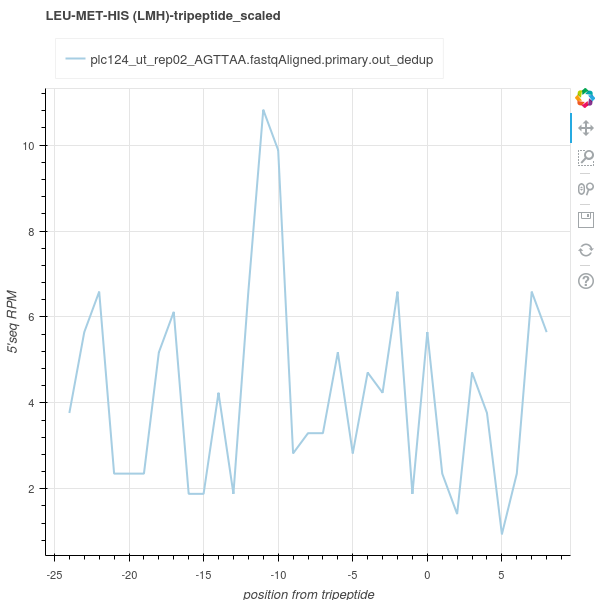 LEU-MET-HIS (LMH)-tripeptide_scaled
plc124_ut_rep02_AGTTAA.fastqAligned.primary.out_dedup
10
8
6
4
2
5'seq RPM
-25 -20 -15 -10 -5 0 5
position from tripeptide